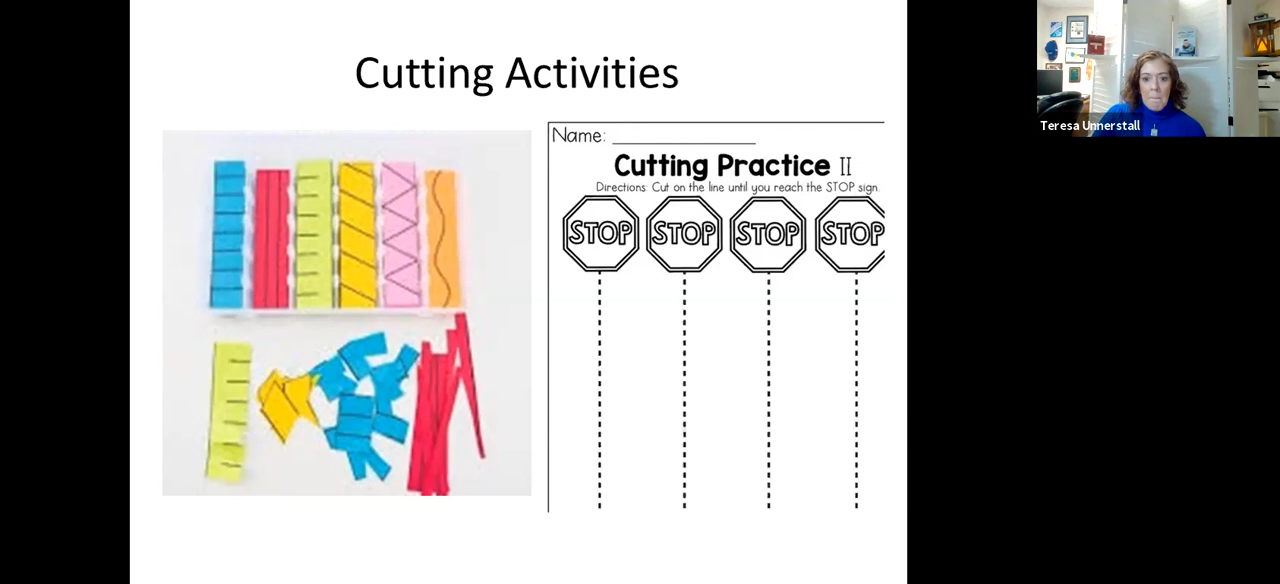 Cutting Activities
Name:
Cutting Practice II
Directions: Cut on the line until you reach the STOP sign.
STOP STOP STOP STOP
Teresa Unnerstall